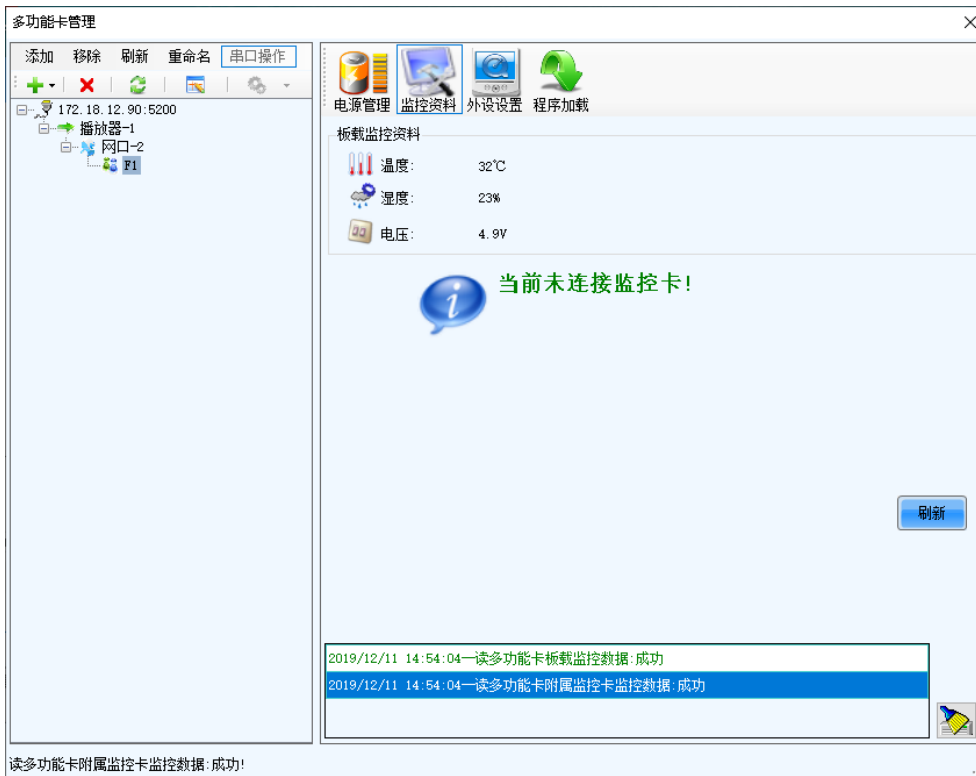 多功能卡管理
添加 移除 刷新 重命名 串口操作
172.18.12.90:5200
播放器-1
网口-2
F1
电源管理 监控资料 外设设置 程序加载
板载监控资料
温度: 32℃
湿度: 23%
电压: 4.9V
当前未连接监控卡!
刷新
2019/12/11 14:54:04—读多功能卡板载监控数据:成功
2019/12/11 14:54:04—读多功能卡附属监控卡监控数据:成功
读多功能卡附属监控卡监控数据:成功!